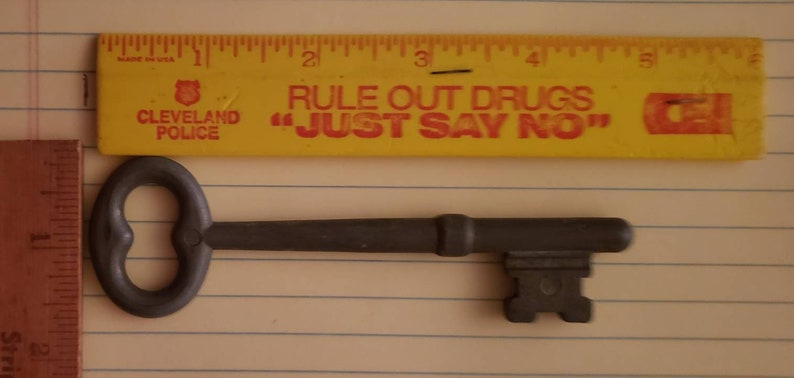 1 2 3 4 5 6
MADE IN USA
CLEVELAND
POLICE
RULE OUT DRUGS
"JUST SAY NO"
CEI
1
2
Stri